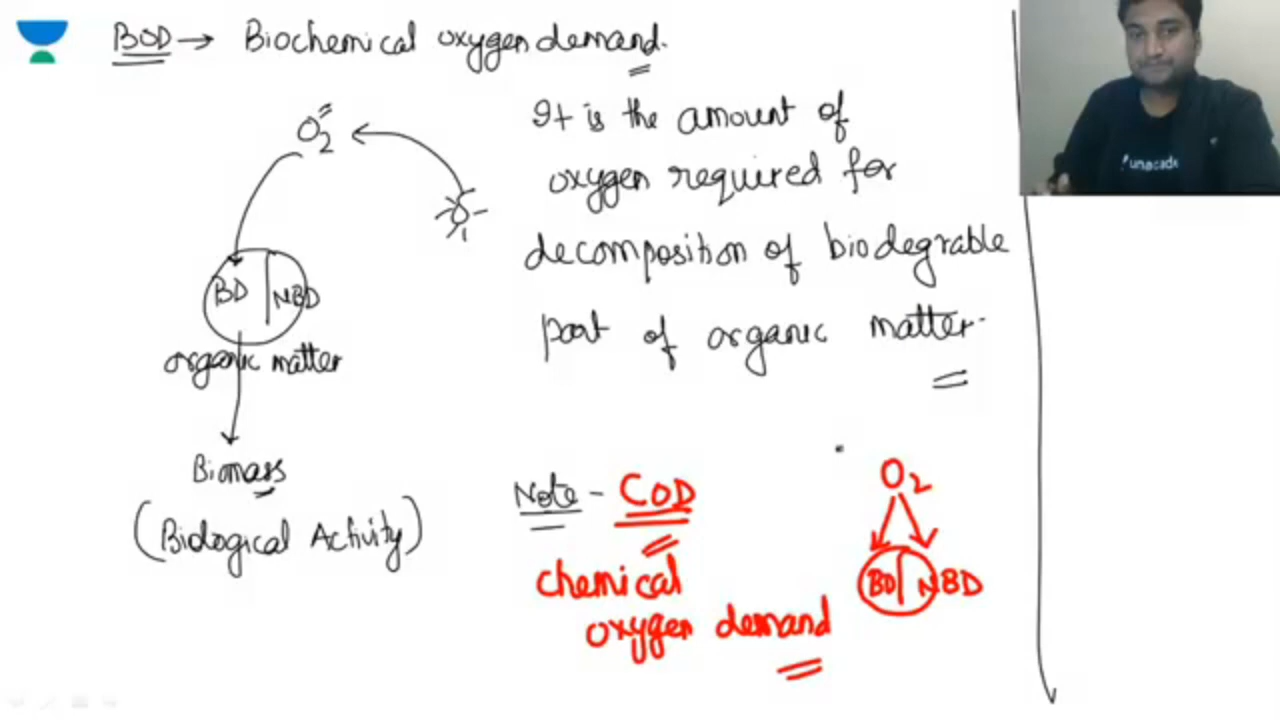 BOD → Biochemical oxygen demand.
O2
BD | NBD
organic matter
Biomass
(Biological Activity)
It is the amount of
oxygen required for
decomposition of biodegrable
part of organic matter.
Note - COD
chemical
oxygen demand
O2
BD NBD
unacade